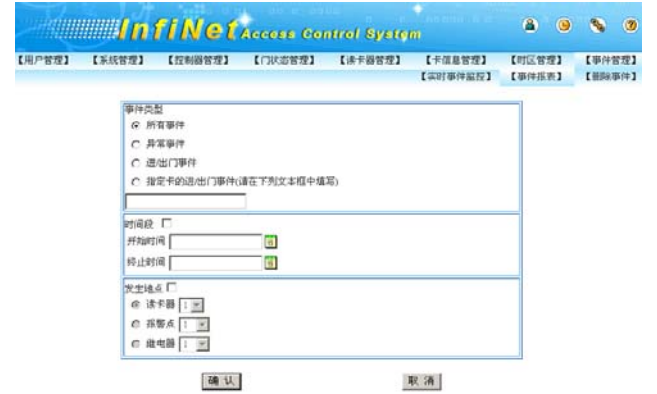 InfiNet Access Control System
【用户管理】 【系统管理】 【控制器管理】 【门状态管理】 【读卡器管理】 【卡信息管理】 【时区管理】 【事件管理】
【实时事件监控】 【事件报表】 【删除事件】
事件类型
所有事件
异常事件
进/出门事件
指定卡的进/出门事件(请在下列文本框中填写)
时间段
开始时间
终止时间
发生地点
读卡器 1
报警点 1
继电器 1
确 认 取 消